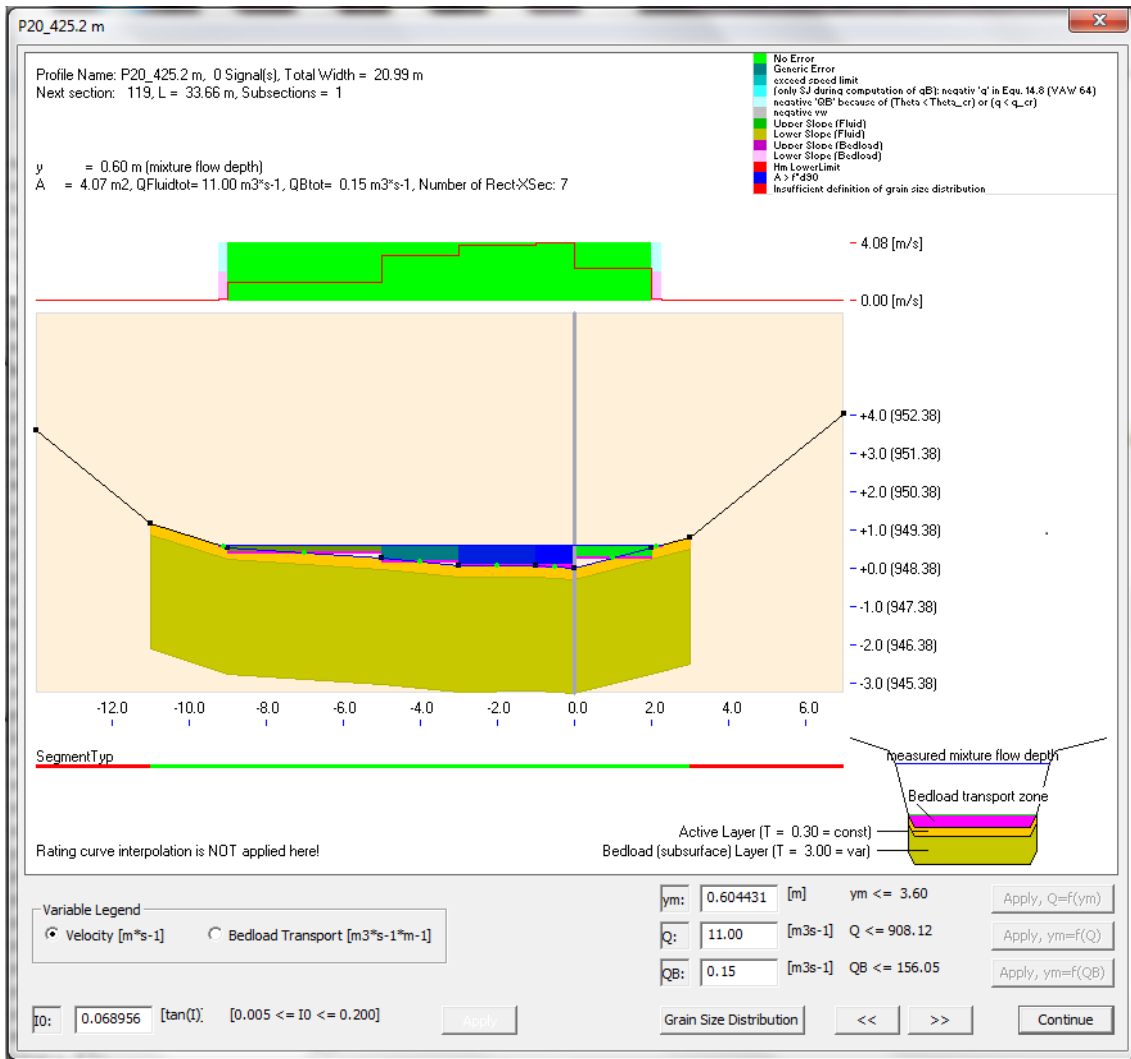 P20_425.2 m
Profile Name: P20_425.2 m, 0 Signal(s), Total Width = 20.99 m
Next section: 119, L = 33.66 m, Subsections = 1
y = 0.60 m (mixture flow depth)
A = 4.07 m2, QFluidtot= 11.00 m3*s-1, QBtot= 0.15 m3*s-1, Number of Rect-XSec: 7
No Error
Generic Error
exceed speed limit
(only SJ during computation of qB): negativ 'q' in Equ. 14.8 (VAW 64)
negative 'QB' because of (Theta < Theta_cr) or (q < q_cr)
negative vw
Upper Slope (Fluid)
Lower Slope (Fluid)
Upper Slope (Bedload)
Lower Slope (Bedload)
Hm LowerLimit
A > f*d90
Insufficient definition of grain size distribution
4.08 [m/s]
0.00 [m/s]
+4.0 (952.38)
+3.0 (951.38)
+2.0 (950.38)
+1.0 (949.38)
+0.0 (948.38)
-1.0 (947.38)
-2.0 (946.38)
-3.0 (945.38)
-12.0 -10.0 -8.0 -6.0 -4.0 -2.0 0.0 2.0 4.0 6.0
SegmentTyp
measured mixture flow depth
Bedload transport zone
Active Layer (T = 0.30 = const)
Bedload (subsurface) Layer (T = 3.00 = var)
Rating curve interpolation is NOT applied here!
Variable Legend
Velocity [m*s-1] Bedload Transport [m3*s-1*m-1]
ym: 0.604431 [m] ym <= 3.60 Apply, Q=f(ym)
Q: 11.00 [m3s-1] Q <= 908.12 Apply, ym=f(Q)
QB: 0.15 [m3s-1] QB <= 156.05 Apply, ym=f(QB)
I0: 0.068956 [tan(I)] [0.005 <= I0 <= 0.200] Apply Grain Size Distribution << >> Continue